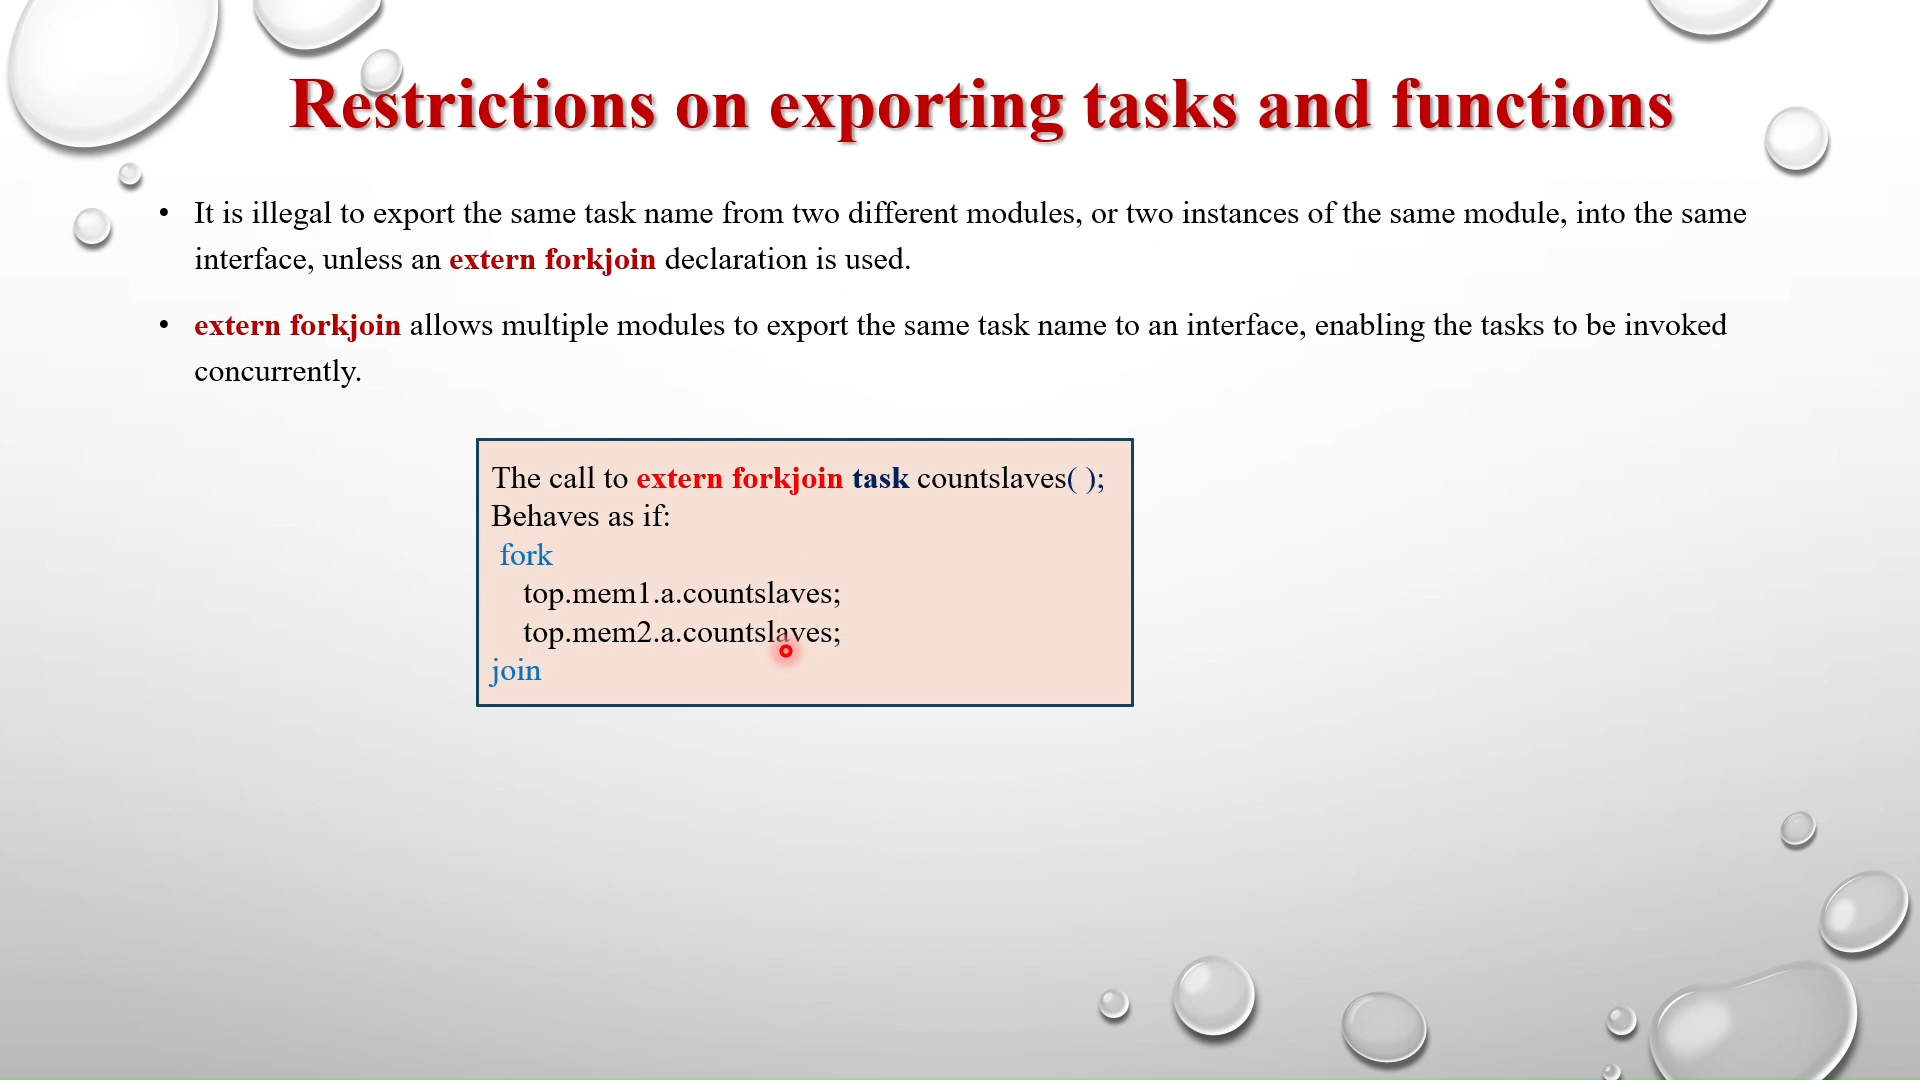 Restrictions on exporting tasks and functions
• It is illegal to export the same task name from two different modules, or two instances of the same module, into the same
interface, unless an extern forkjoin declaration is used.
• extern forkjoin allows multiple modules to export the same task name to an interface, enabling the tasks to be invoked
concurrently.
The call to extern forkjoin task countslaves( );
Behaves as if:
fork
top.mem1.a.countslaves;
top.mem2.a.countslaves;
join